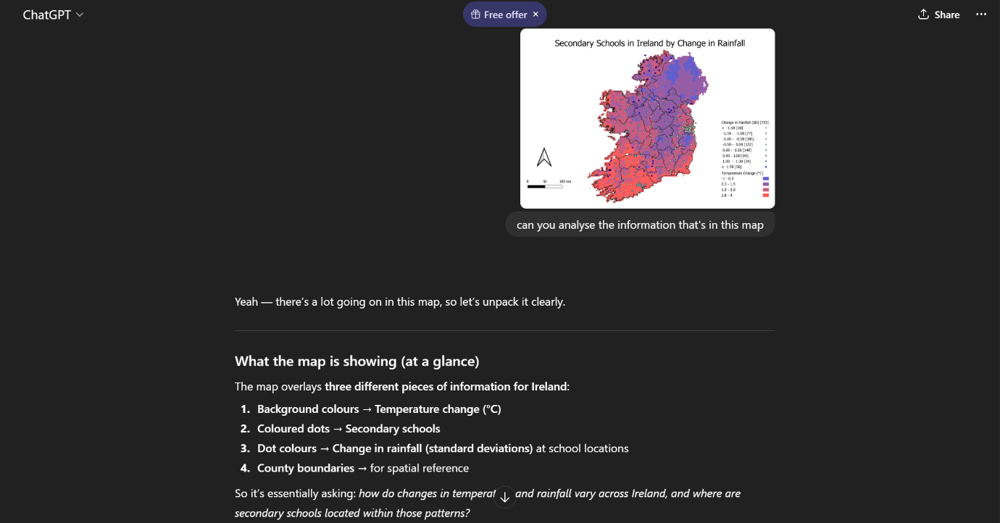 ChatGPT
Free offer ×
Share
Secondary Schools in Ireland by Change in Rainfall
Change in Rainfall (SD) [723]
< -1.50 [10]
-1.50 - -1.00 [77]
-1.00 - -0.50 [185]
-0.50 - 0.00 [122]
0.00 - 0.50 [148]
0.50 - 1.00 [84]
1.00 - 1.50 [34]
≥ 1.50 [56]
Temperature Change (°C)
-1 - 0.3
0.3 - 1.5
1.5 - 2.8
2.8 - 4
0 50 100 km
can you analyse the information that's in this map
Yeah — there's a lot going on in this map, so let's unpack it clearly.
What the map is showing (at a glance)
The map overlays three different pieces of information for Ireland:
1. Background colours → Temperature change (°C)
2. Coloured dots → Secondary schools
3. Dot colours → Change in rainfall (standard deviations) at school locations
4. County boundaries → for spatial reference
So it's essentially asking: how do changes in temperat and rainfall vary across Ireland, and where are
secondary schools located within those patterns?